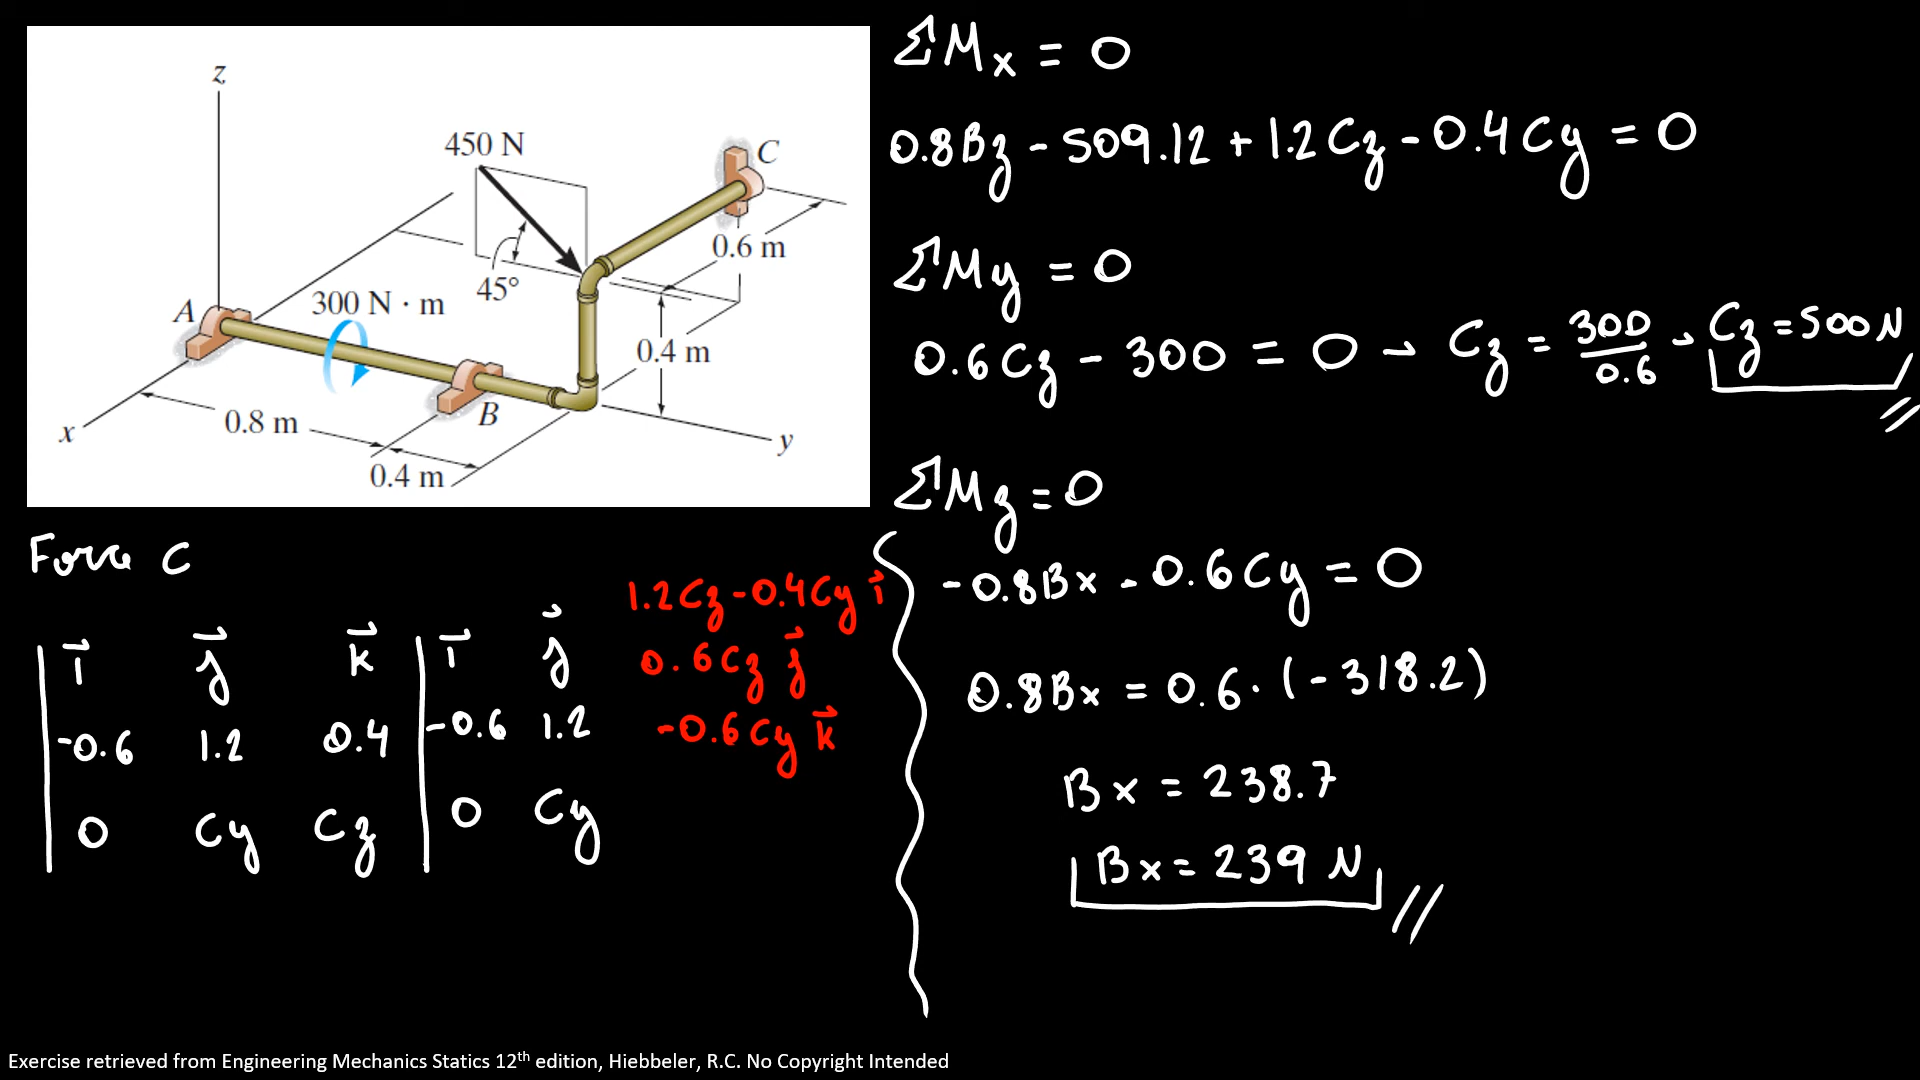 z
450 N
C
0.6 m
45°
A
300 N · m
0.4 m
B
x
0.8 m
y
0.4 m
Force C
i⃗ j⃗ k⃗ i⃗ j⃗
-0.6 1.2 0.4 -0.6 1.2
0 Cy Cz 0 Cy
1.2Cz-0.4Cy i⃗
0.6Cz j⃗
-0.6Cy k⃗
ΣMx = 0
0.8Bz - 509.12 + 1.2Cz - 0.4Cy = 0
ΣMy = 0
0.6Cz - 300 = 0 → Cz = 300/0.6 → Cz = 500 N
ΣMz = 0
-0.8Bx - 0.6Cy = 0
0.8Bx = 0.6·(-318.2)
Bx = 238.7
Bx = 239 N
Exercise retrieved from Engineering Mechanics Statics 12th edition, Hiebbeler, R.C. No Copyright Intended